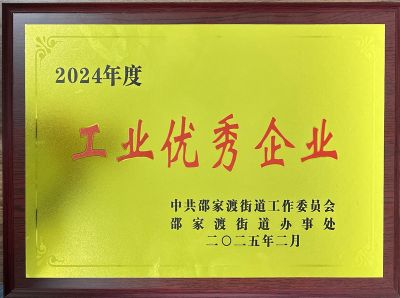 2024年度
工业优秀企业
中共邵家渡街道工作委员会
邵家渡街道办事处
二〇二五年二月